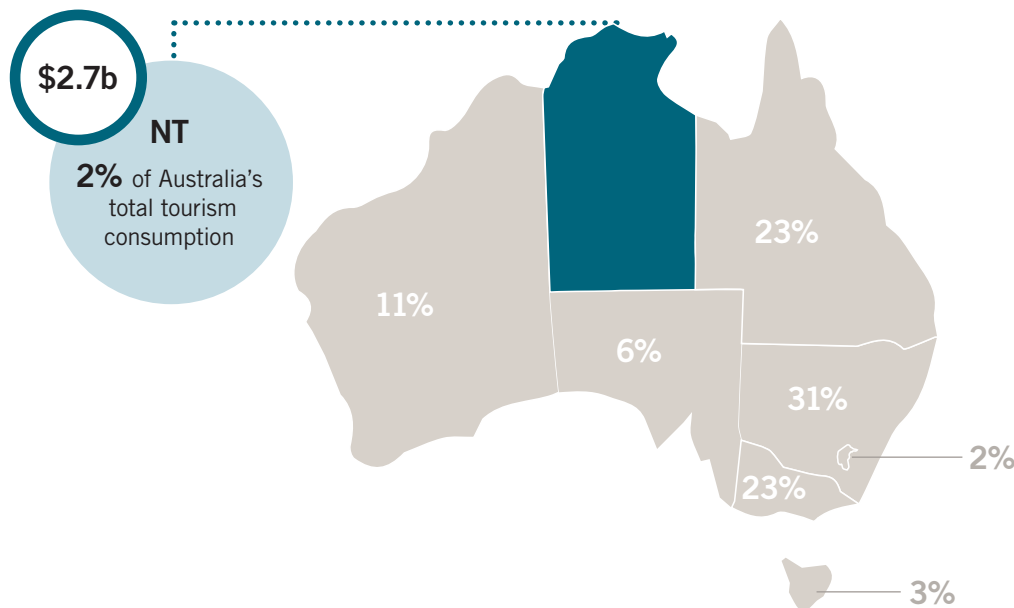 $2.7b
NT
2% of Australia's
total tourism
consumption
23%
11%
6%
31%
2%
23%
3%